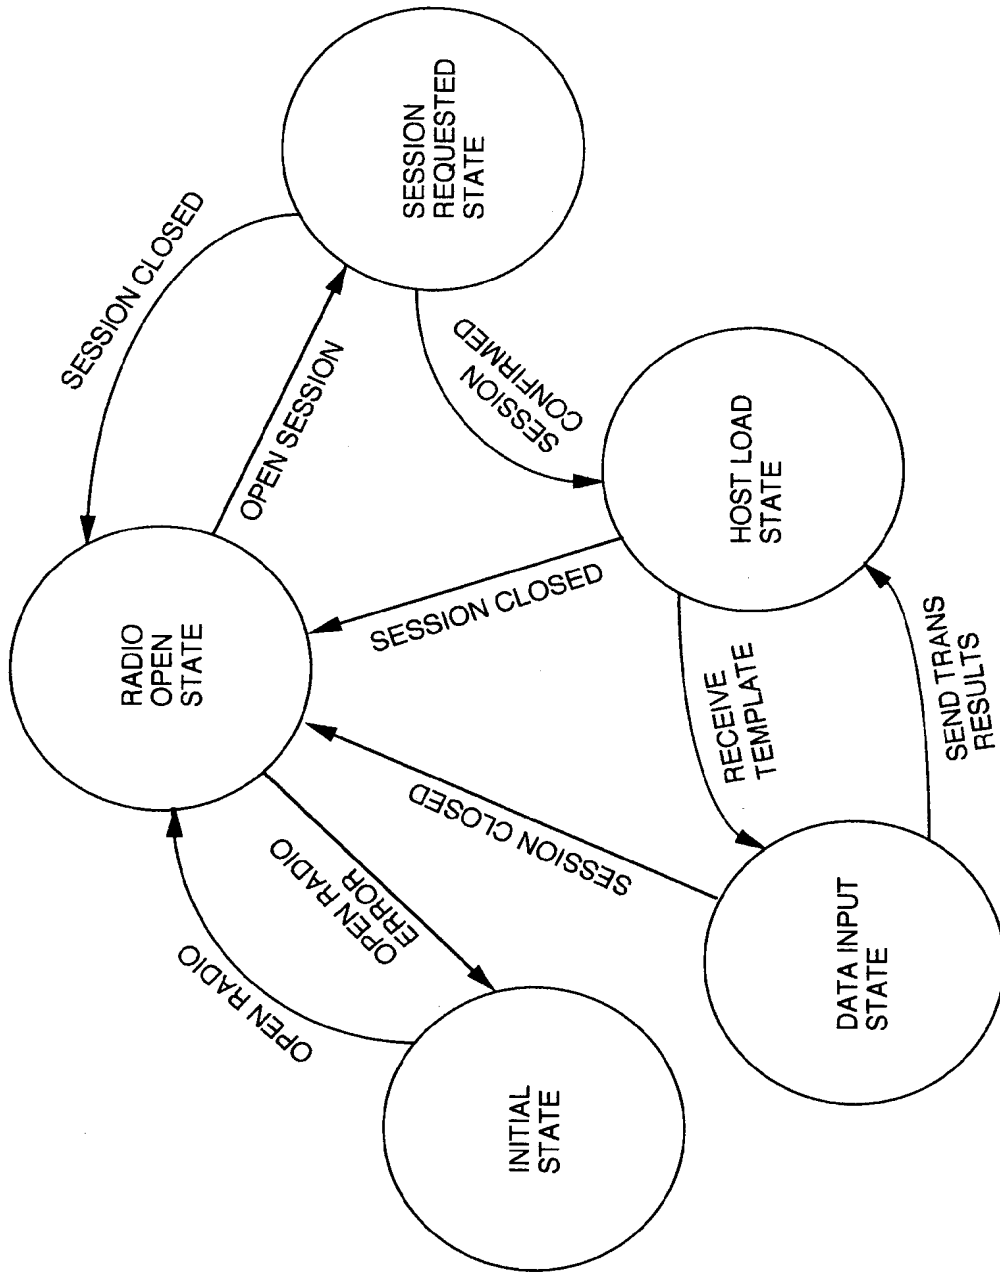 RADIO
OPEN
STATE
SESSION CLOSED
OPEN SESSION
SESSION
REQUESTED
STATE
OPEN RADIO
OPEN RADIO
ERROR
SESSION CLOSED
SESSION CLOSED
SESSION
CONFIRMED
INITIAL
STATE
RECEIVE
TEMPLATE
HOST LOAD
STATE
DATA INPUT
STATE
SEND TRANS
RESULTS